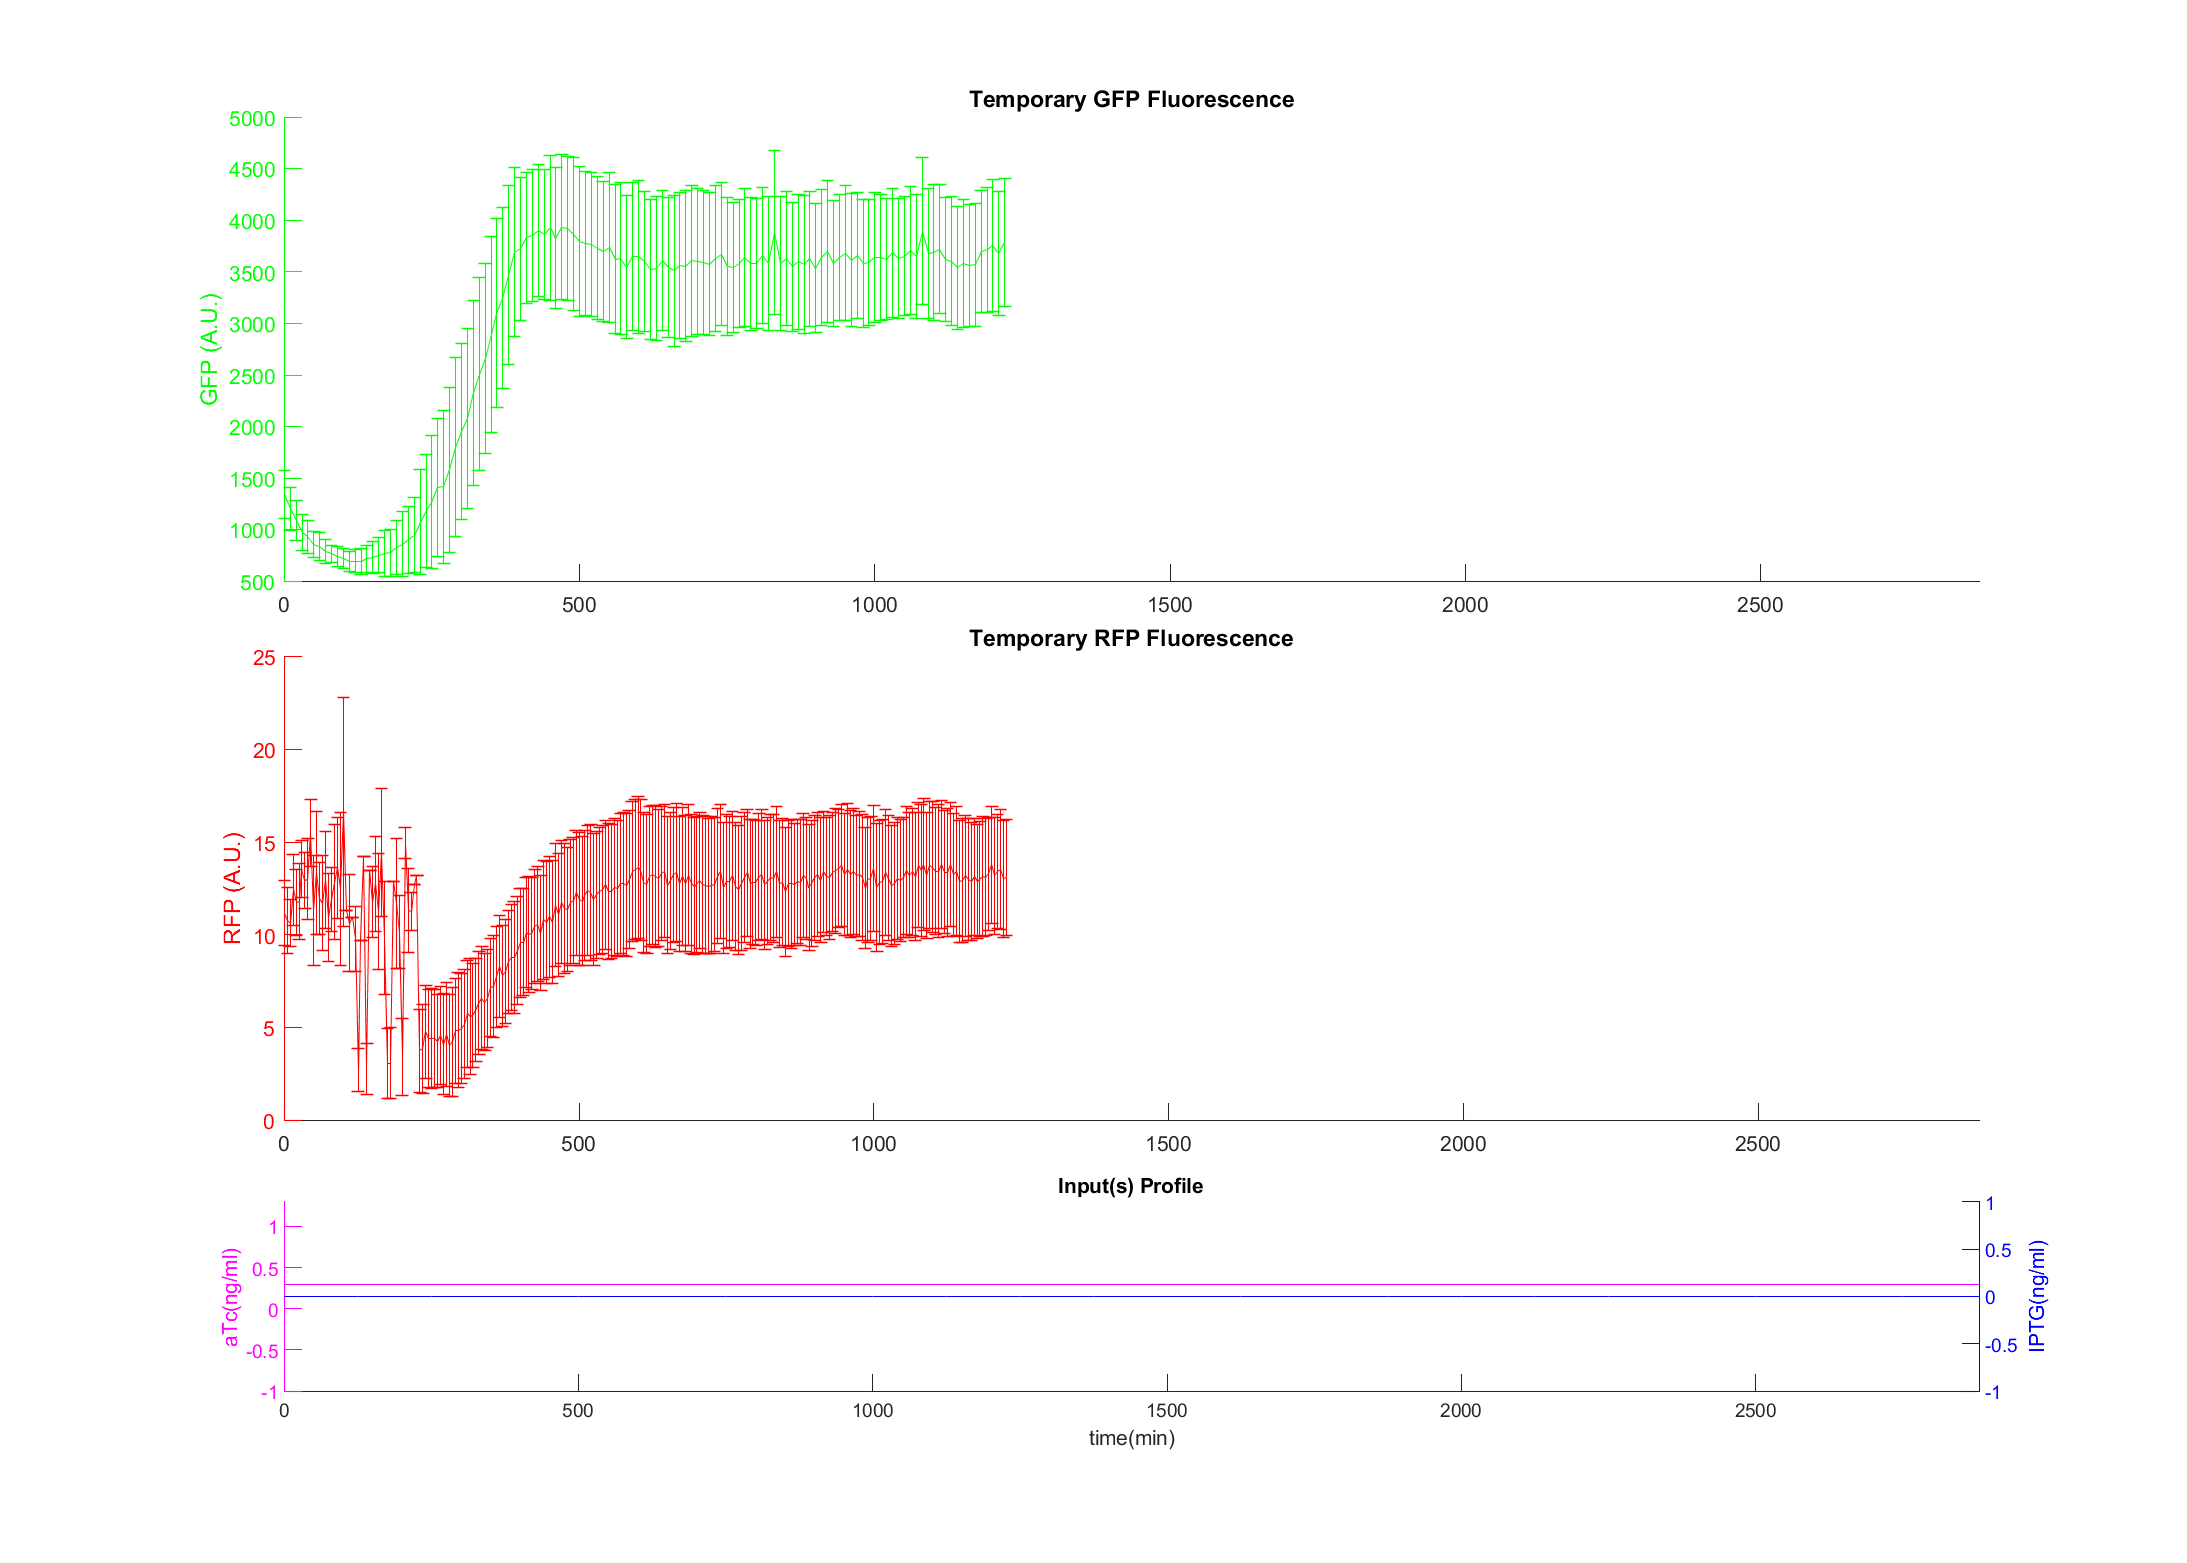 Temporary GFP Fluorescence
GFP (A.U.)
5000
4500
4000
3500
3000
2500
2000
1500
1000
500
0 500 1000 1500 2000 2500
Temporary RFP Fluorescence
RFP (A.U.)
25
20
15
10
5
0
0 500 1000 1500 2000 2500
Input(s) Profile
aTc(ng/ml)
1
0.5
0
-0.5
-1
1
0.5
0
-0.5
-1
IPTG(ng/ml)
0 500 1000 1500 2000 2500
time(min)